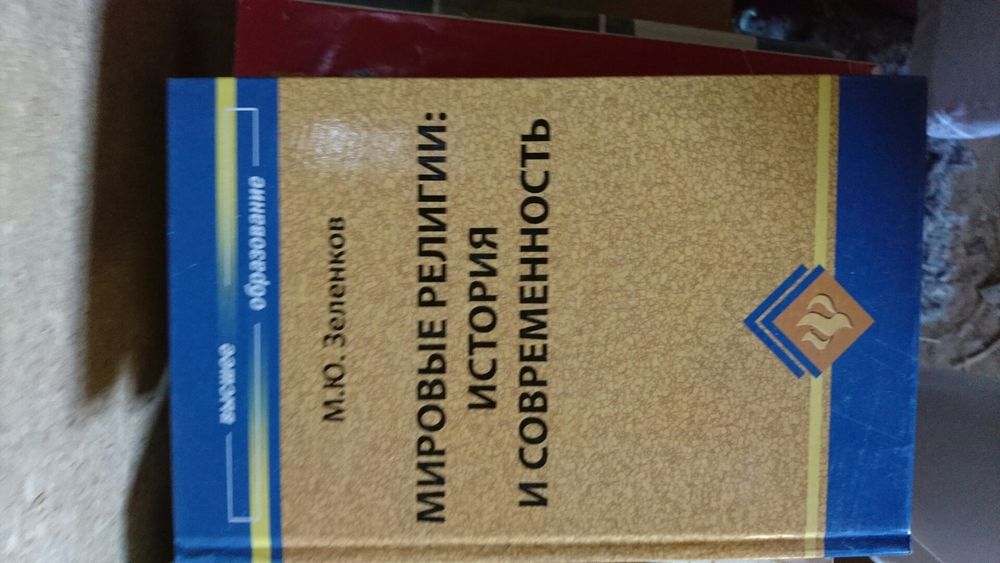 высшее
образование
М.Ю. Зеленков
МИРОВЫЕ РЕЛИГИИ:
ИСТОРИЯ
И СОВРЕМЕННОСТЬ